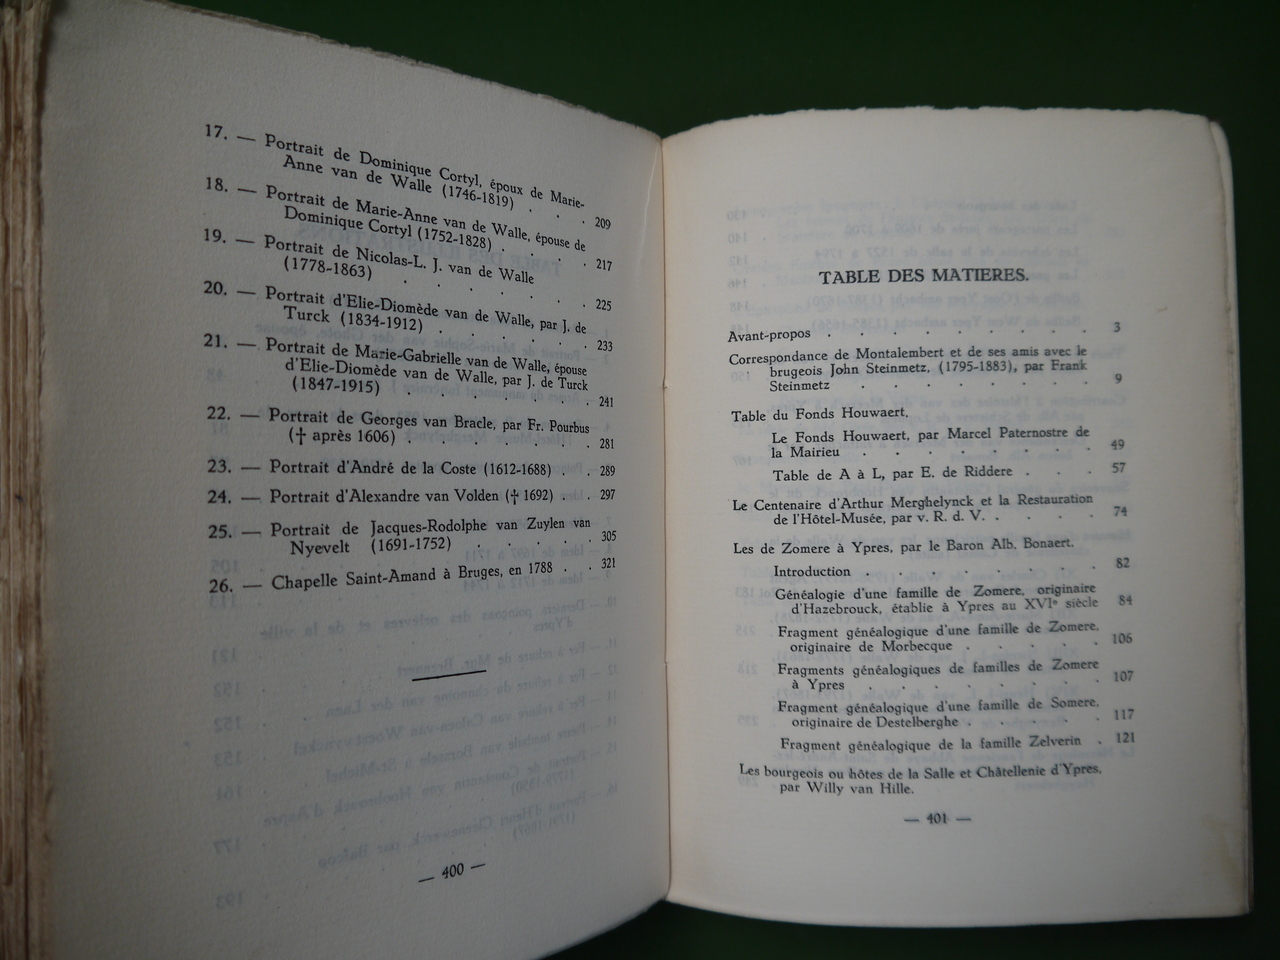 17. — Portrait de Dominique Cortyl, époux de Marie-
Anne van de Walle (1746-1819) . . . 209
18. — Portrait de Marie-Anne van de Walle, épouse de
Dominique Cortyl (1752-1828) . . . . 217
19. — Portrait de Nicolas-L. J. van de Walle
(1778-1863) . . . . . . . 225
20. — Portrait d'Elie-Diomède van de Walle, par J. de
Turck (1834-1912) . . . . . . 233
21. — Portrait de Marie-Gabrielle van de Walle, épouse
d'Elie-Diomède van de Walle, par J. de Turck
(1847-1915) . . . . . . . 241
22. — Portrait de Georges van Bracle, par Fr. Pourbus
(† après 1606) . . . . . . . 281
23. — Portrait d'André de la Coste (1612-1688) . . 289
24. — Portrait d'Alexandre van Volden († 1692) . . 297
25. — Portrait de Jacques-Rodolphe van Zuylen van
Nyevelt (1691-1752) . . . . . 305
26. — Chapelle Saint-Amand à Bruges, en 1788 . . 321
— 400 —
TABLE DES MATIERES.
Avant-propos . . . . . . . . 3
Correspondance de Montalembert et de ses amis avec le
brugeois John Steinmetz, (1795-1883), par Frank
Steinmetz . . . . . . . . 9
Table du Fonds Houwaert.
Le Fonds Houwaert, par Marcel Paternostre de
la Mairieu . . . . . . . 49
Table de A à L, par E. de Riddere . . . 57
Le Centenaire d'Arthur Merghelynck et la Restauration
de l'Hôtel-Musée, par v. R. d. V. . . . . 74
Les de Zomere à Ypres, par le Baron Alb. Bonaert.
Introduction . . . . . . . 82
Généalogie d'une famille de Zomere, originaire
d'Hazebrouck, établie à Ypres au XVIe siècle 84
Fragment généalogique d'une famille de Zomere,
originaire de Morbecque . . . . . 106
Fragments généalogiques de familles de Zomere
à Ypres . . . . . . . 107
Fragment généalogique d'une famille de Somere,
originaire de Destelberghe . . . . . 117
Fragment généalogique de la famille Zelverin . 121
Les bourgeois ou hôtes de la Salle et Châtellenie d'Ypres,
par Willy van Hille.
— 401 —